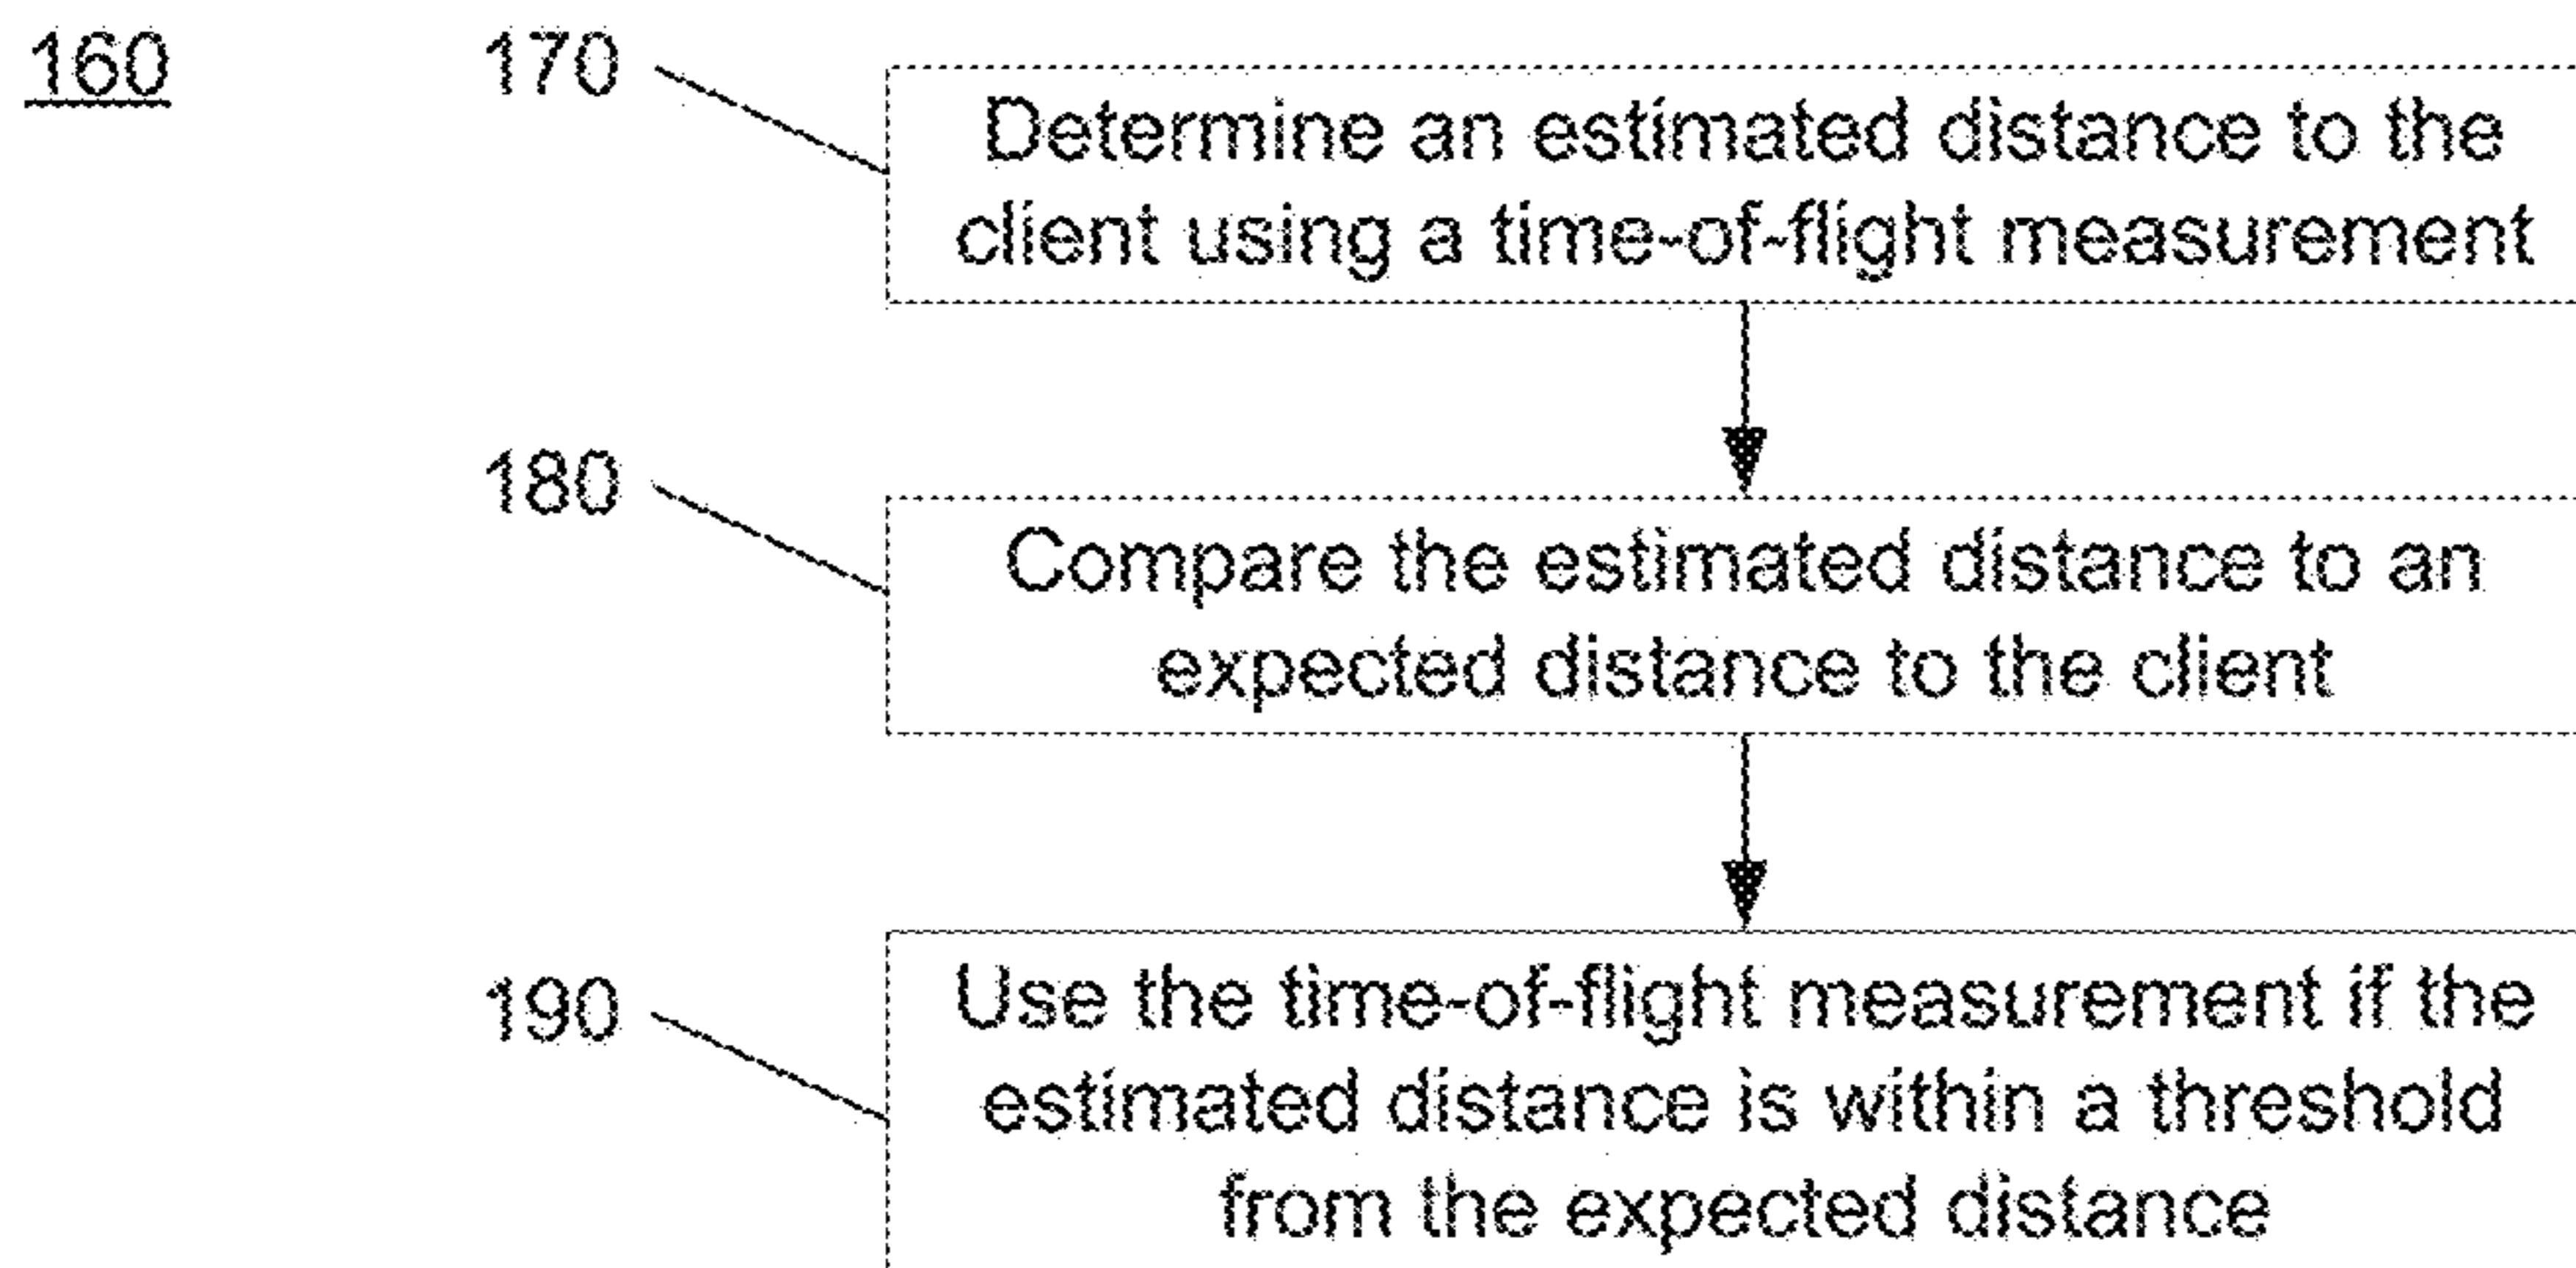 160
170
Determine an estimated distance to the
client using a time-of-flight measurement
180
Compare the estimated distance to an
expected distance to the client
190
Use the time-of-flight measurement if the
estimated distance is within a threshold
from the expected distance